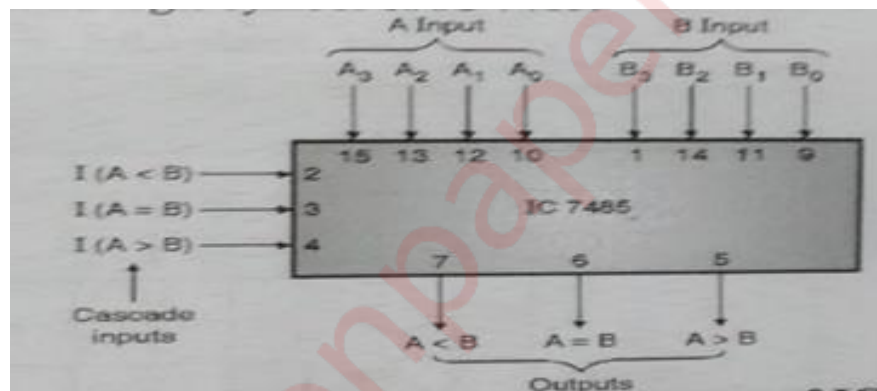 A Input B Input
A₃ A₂ A₁ A₀ B₃ B₂ B₁ B₀
15 13 12 10 1 14 11 9
I (A < B) 2
I (A = B) 3 IC 7485
I (A > B) 4
7 6 5
Cascade
inputs
A < B A = B A > B
Outputs